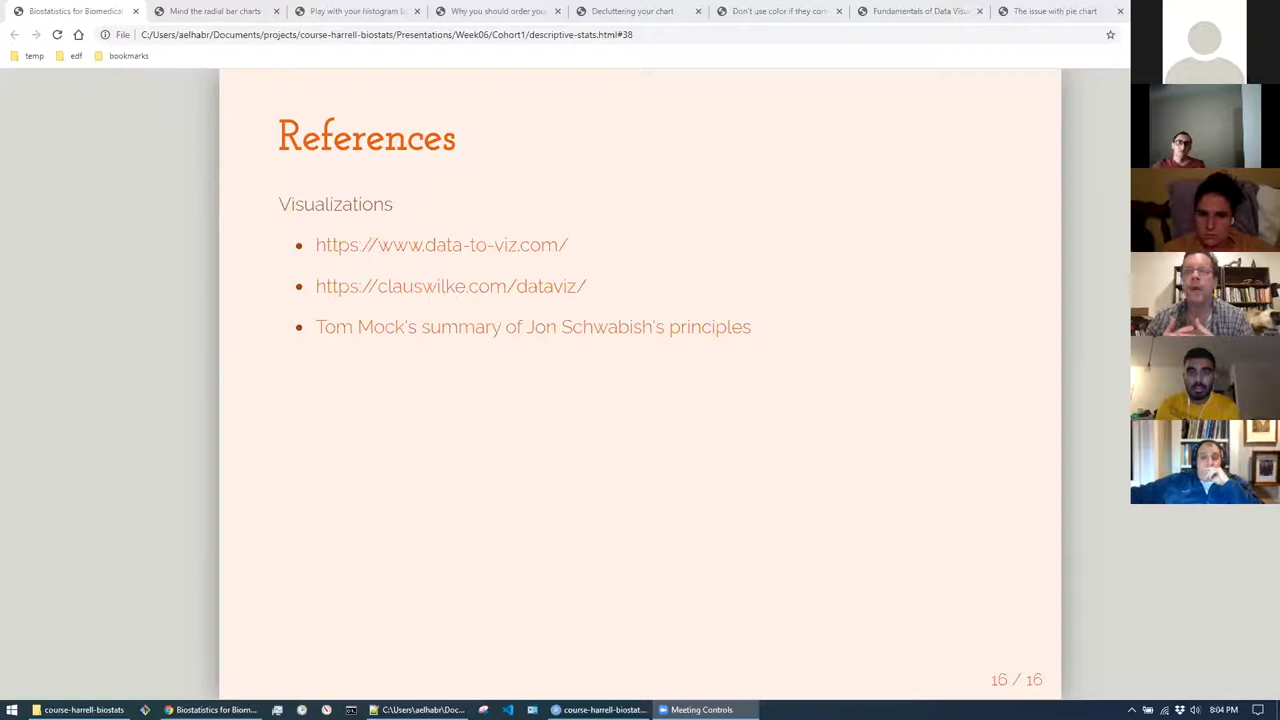 Biostatistics for Biomedical
Mind the radial bar charts
Play with your histogram b
Why you should order your
Decluttering your chart
Don't use color if they com
Fundamentals of Data Visu
The issue with pie chart
File
C:/Users/aelhabr/Documents/projects/course-harrell-biostats/Presentations/Week06/Cohort1/descriptive-stats.html#38
temp
edf
bookmarks
References
Visualizations
https://www.data-to-viz.com/
https://clauswilke.com/dataviz/
Tom Mock's summary of Jon Schwabish's principles
16 / 16
course-harrell-biostats
Biostatistics for Biom...
C:\Users\aelhabr\Doc...
course-harrell-biostat...
Meeting Controls
8:04 PM